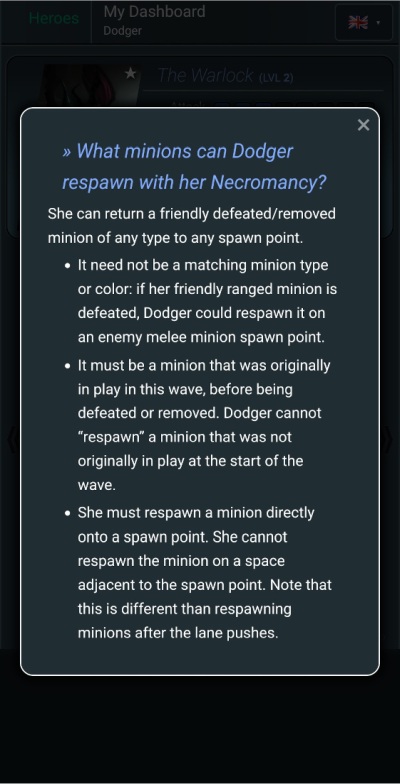 Heroes
My Dashboard
Dodger
The Warlock (LVL 2)
×
» What minions can Dodger
respawn with her Necromancy?
She can return a friendly defeated/removed
minion of any type to any spawn point.
• It need not be a matching minion type
or color: if her friendly ranged minion is
defeated, Dodger could respawn it on
an enemy melee minion spawn point.
• It must be a minion that was originally
in play in this wave, before being
defeated or removed. Dodger cannot
“respawn” a minion that was not
originally in play at the start of the
wave.
• She must respawn a minion directly
onto a spawn point. She cannot
respawn the minion on a space
adjacent to the spawn point. Note that
this is different than respawning
minions after the lane pushes.